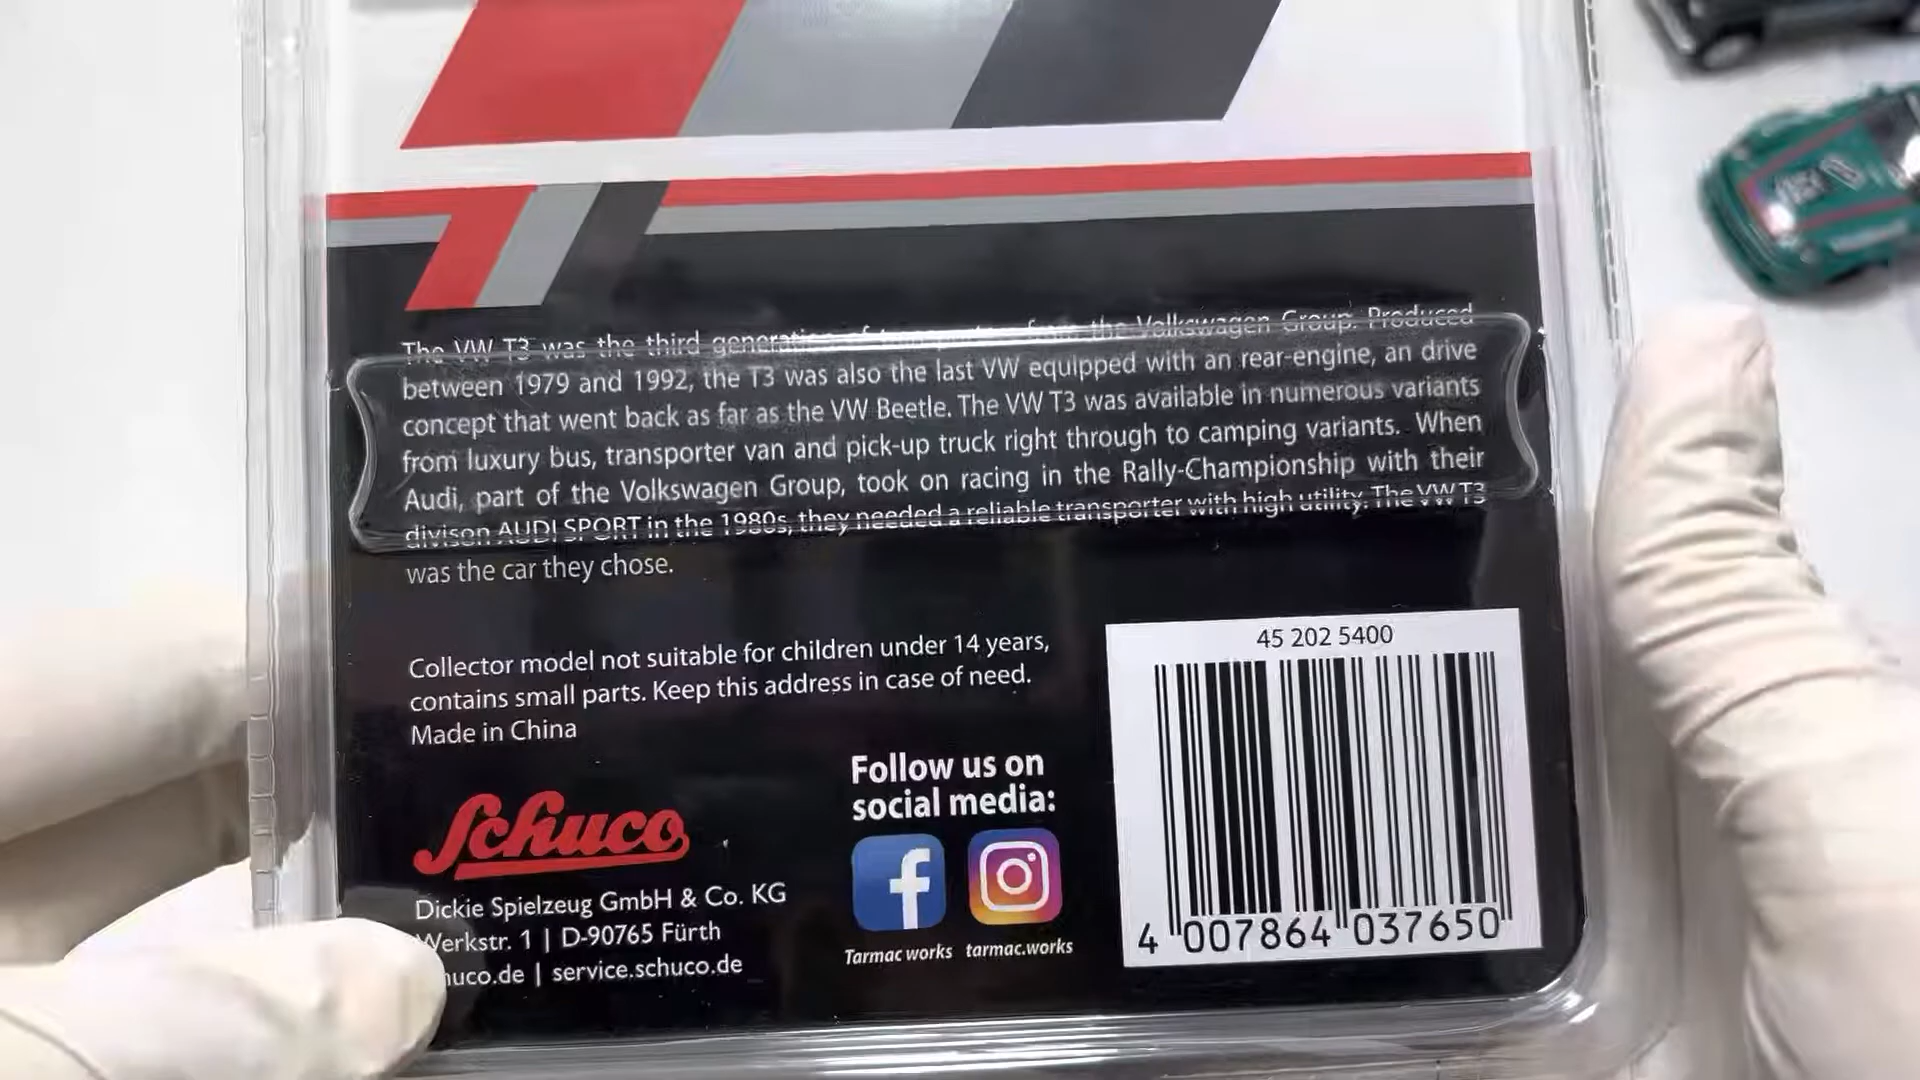 The VW T3 was the third generation of transporter from the Volkswagen Group. Produced
between 1979 and 1992, the T3 was also the last VW equipped with an rear-engine, an drive
concept that went back as far as the VW Beetle. The VW T3 was available in numerous variants
from luxury bus, transporter van and pick-up truck right through to camping variants. When
Audi, part of the Volkswagen Group, took on racing in the Rally-Championship with their
divison AUDI SPORT in the 1980s, they needed a reliable transporter with high utility. The VW T3
was the car they chose.
Collector model not suitable for children under 14 years,
contains small parts. Keep this address in case of need.
Made in China
Schuco
Dickie Spielzeug GmbH & Co. KG
Werkstr. 1 | D-90765 Fürth
huco.de | service.schuco.de
Follow us on
social media:
Tarmac works tarmac.works
45 202 5400
4 007864 037650